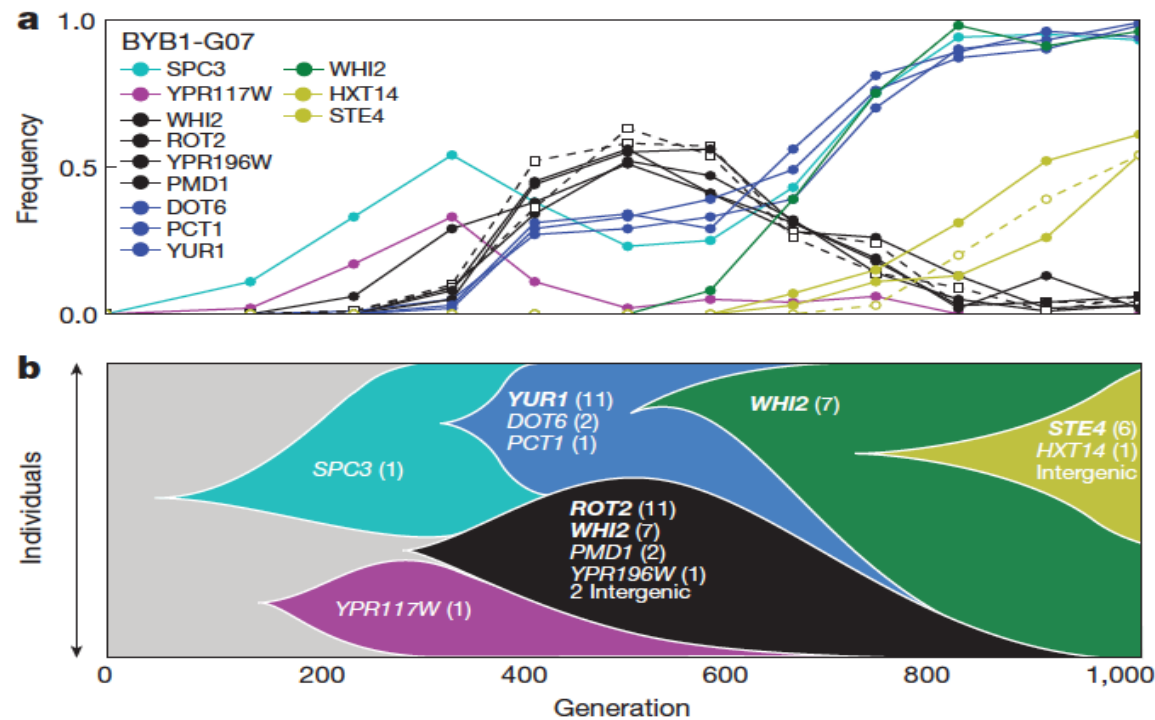 a
1.0
0.5
0.0
Frequency
BYB1-G07
SPC3
YPR117W
WHI2
ROT2
YPR196W
PMD1
DOT6
PCT1
YUR1
WHI2
HXT14
STE4
b
Individuals
SPC3 (1)
YPR117W (1)
YUR1 (11)
DOT6 (2)
PCT1 (1)
ROT2 (11)
WHI2 (7)
PMD1 (2)
YPR196W (1)
2 Intergenic
WHI2 (7)
STE4 (6)
HXT14 (1)
Intergenic
0 200 400 600 800 1,000
Generation